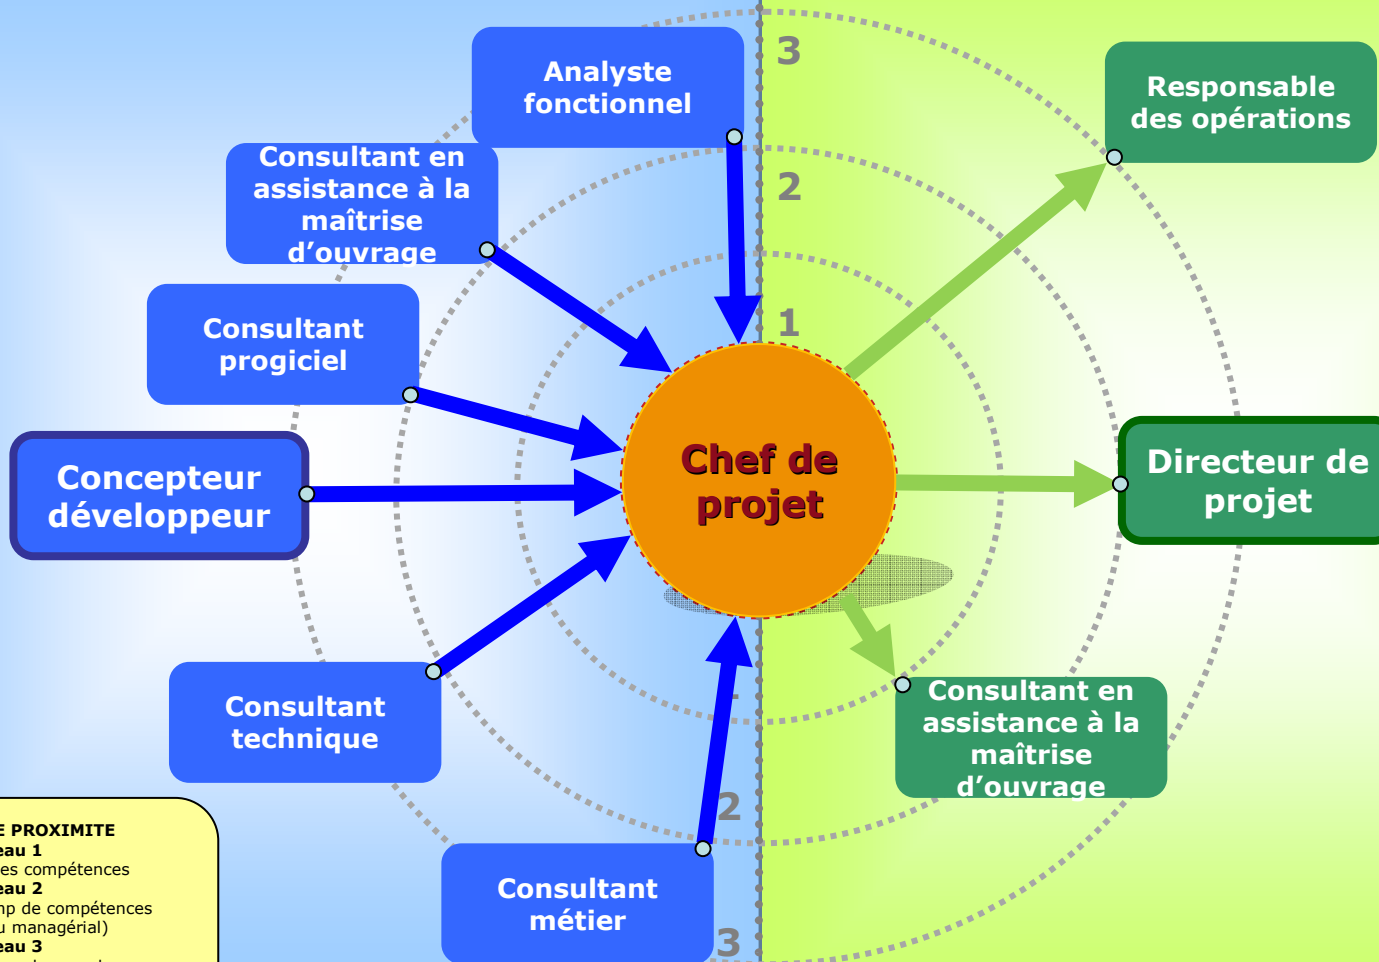 3
Analyste
fonctionnel
Responsable
des opérations
Consultant en
assistance à la
maîtrise
d’ouvrage
2
1
Consultant
progiciel
Chef de
projet
Concepteur
développeur
Directeur de
projet
Consultant
technique
Consultant en
assistance à la
maîtrise
d’ouvrage
2
Consultant
métier
3
E PROXIMITE
eau 1
es compétences
eau 2
np de compétences
u managérial)
eau 3